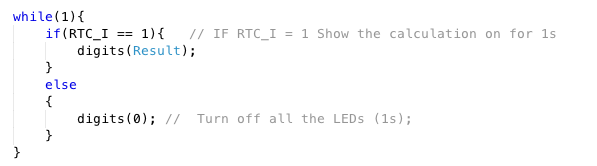 while(1){
    if(RTC_I == 1){   // IF RTC_I = 1 Show the calculation on for 1s
        digits(Result);
    }
    else
    {
        digits(0); //  Turn off all the LEDs (1s);
    }
}